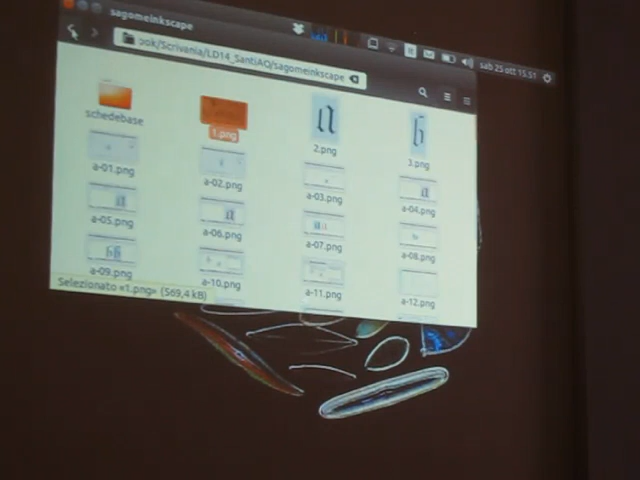 sagomeinkscape
sab 25 ott 15.51
ook/Scrivania/LD14_SantiAQ/sagomeinkscape
schedebase
1.png
2.png
3.png
a-01.png
a-02.png
a-03.png
a-04.png
a-05.png
a-06.png
a-07.png
a-08.png
a-09.png
a-10.png
a-11.png
a-12.png
Selezionato «1.png» (569,4 kB)